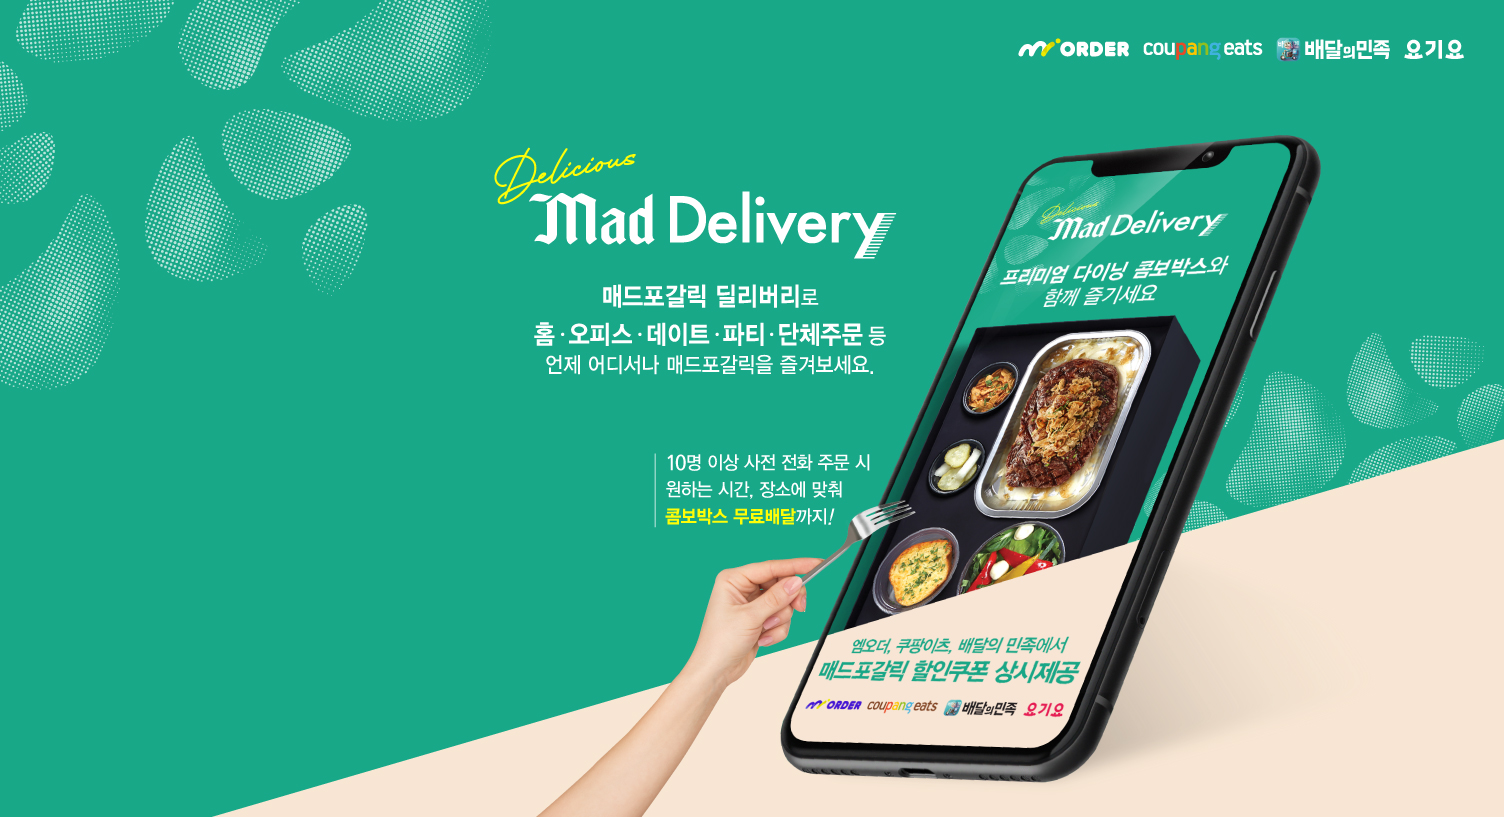 my ORDER coupang eats 배달의민족 요기요
Delicious
Mad Delivery
매드포갈릭 딜리버리로
홈·오피스·데이트·파티·단체주문 등
언제 어디서나 매드포갈릭을 즐겨보세요.
10명 이상 사전 전화 주문 시
원하는 시간, 장소에 맞춰
콤보박스 무료배달까지!
Delicious
Mad Delivery
프리미엄 다이닝 콤보박스와
함께 즐기세요
엠오더, 쿠팡이츠, 배달의 민족에서
매드포갈릭 할인쿠폰 상시제공
my ORDER coupang eats 배달의민족 요기요